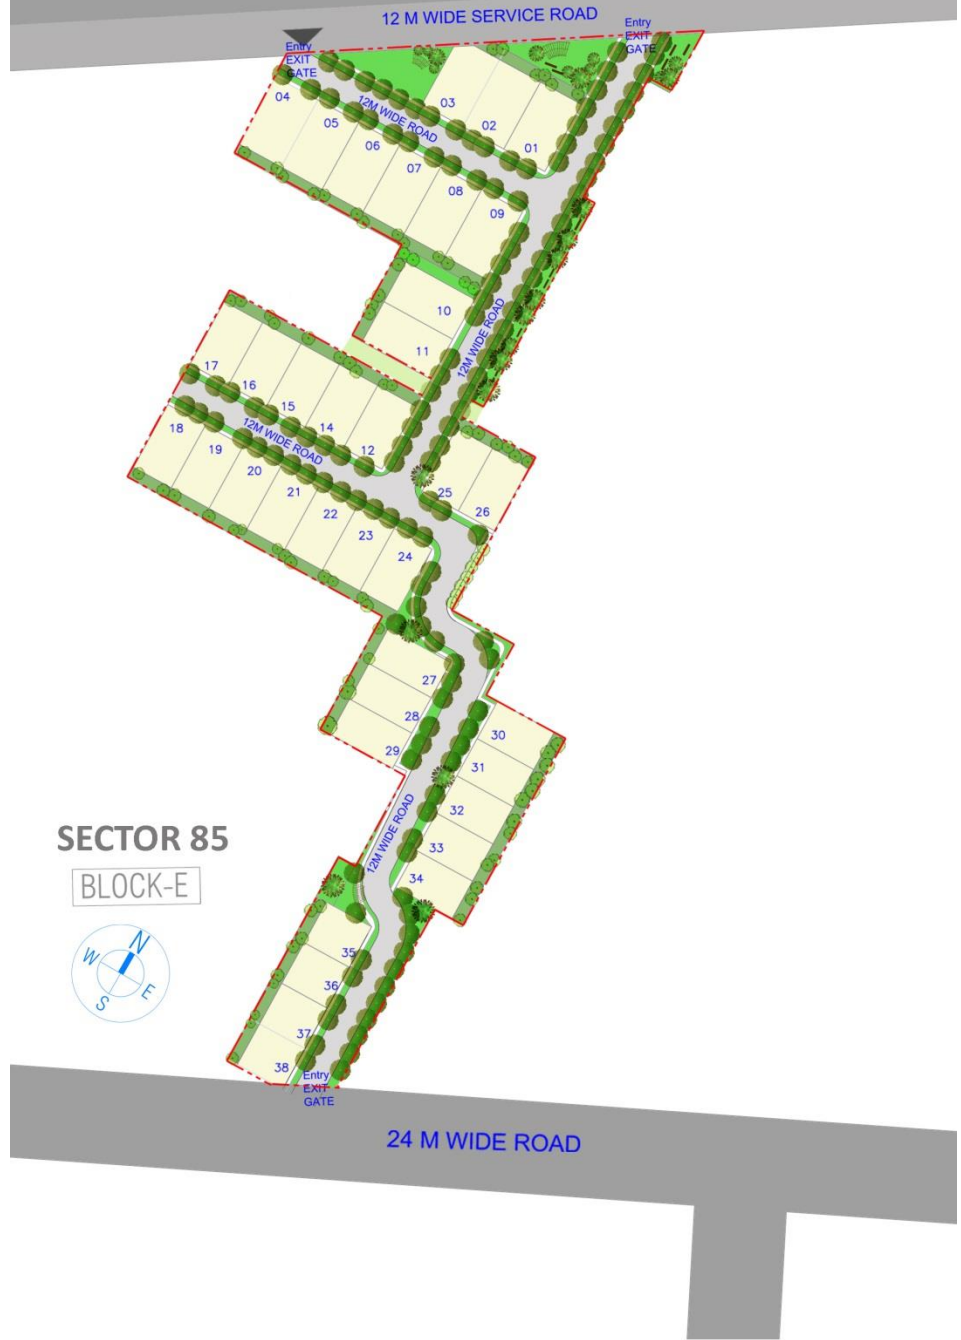 12 M WIDE SERVICE ROAD
Entry
EXIT
GATE
Entry
EXIT
GATE
04
05
06
07
08
09
03
02
01
12M WIDE ROAD
10
11
12M WIDE ROAD
17
16
15
14
12
12M WIDE ROAD
18
19
20
21
22
23
24
25
26
27
28
29
30
31
32
33
34
12M WIDE ROAD
SECTOR 85
BLOCK-E
N
W
E
S
35
36
37
38
Entry
EXIT
GATE
24 M WIDE ROAD